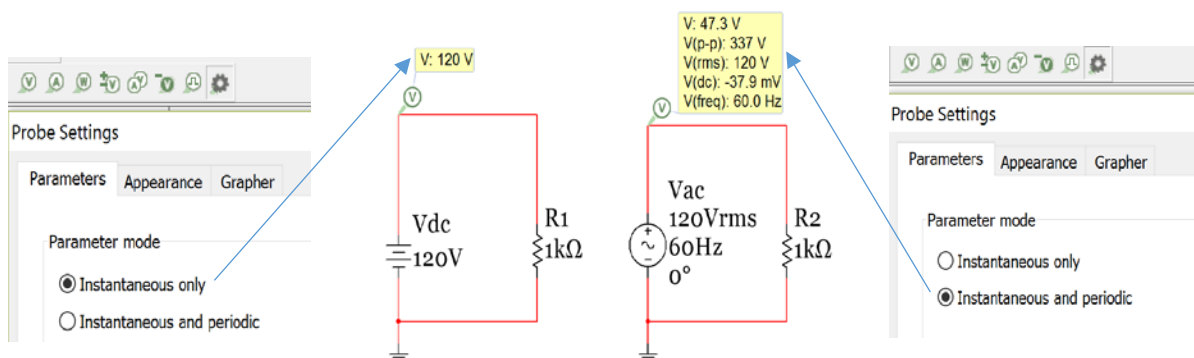 V: 120 V
V: 47.3 V
V(p-p): 337 V
V(rms): 120 V
V(dc): -37.9 mV
V(freq): 60.0 Hz
V
A
W
+V
AV
-V
V
V
V
A
W
+V
AV
-V
Probe Settings
Parameters
Appearance
Grapher
Parameter mode
Instantaneous only
Instantaneous and periodic
Vdc
120V
R1
1kΩ
Vac
120Vrms
60Hz
0°
+
~
−
R2
1kΩ
Probe Settings
Parameters
Appearance
Grapher
Parameter mode
Instantaneous only
Instantaneous and periodic